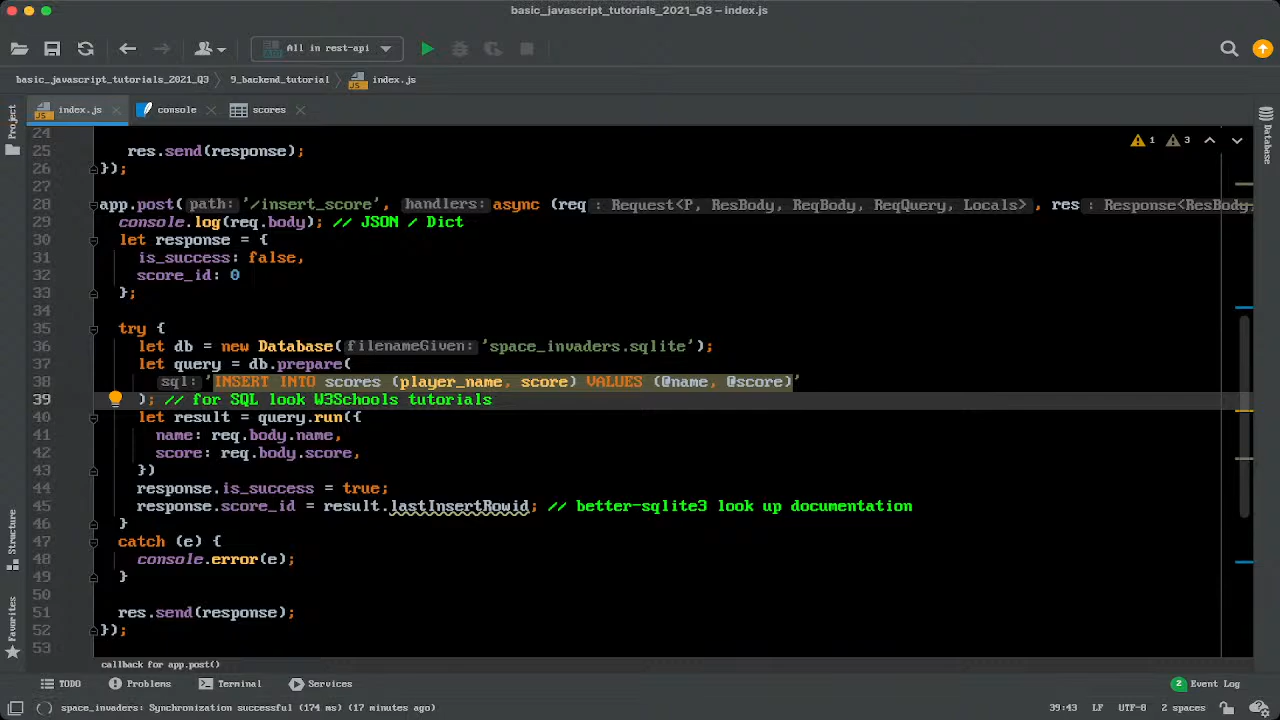 basic_javascript_tutorials_2021_Q3 – index.js
All in rest-api
basic_javascript_tutorials_2021_Q3 〉 9_backend_tutorial 〉 index.js
index.js console scores
Project
Database
Structure
Favorites
1 3
24
25 res.send(response);
26 });
27
28 app.post( path: '/insert_score', handlers: async (req : Request<P, ResBody, ReqBody, ReqQuery, Locals> , res : Response<ResBody,
29 console.log(req.body); // JSON / Dict
30 let response = {
31 is_success: false,
32 score_id: 0
33 };
34
35 try {
36 let db = new Database( filenameGiven: 'space_invaders.sqlite');
37 let query = db.prepare(
38 sql: 'INSERT INTO scores (player_name, score) VALUES (@name, @score)'
39 ); // for SQL look W3Schools tutorials
40 let result = query.run({
41 name: req.body.name,
42 score: req.body.score,
43 })
44 response.is_success = true;
45 response.score_id = result.lastInsertRowid; // better-sqlite3 look up documentation
46 }
47 catch (e) {
48 console.error(e);
49 }
50
51 res.send(response);
52 });
53
callback for app.post()
TODO Problems Terminal Services 2 Event Log
space_invaders: Synchronization successful (174 ms) (17 minutes ago) 39:43 LF UTF-8 2 spaces